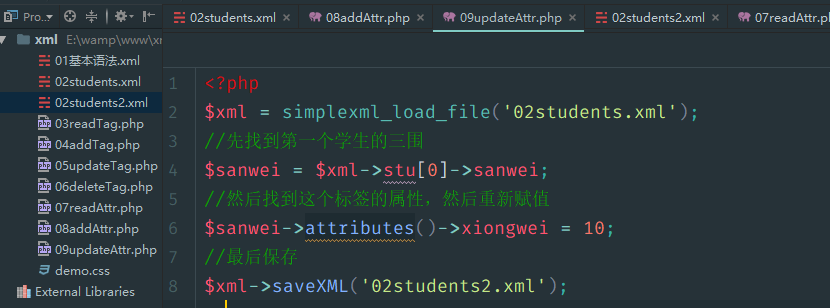 Pro...
02students.xml
08addAttr.php
09updateAttr.php
02students2.xml
07readAttr.ph
xml E:\wamp\www\xn
01基本语法.xml
02students.xml
02students2.xml
03readTag.php
04addTag.php
05updateTag.php
06deleteTag.php
07readAttr.php
08addAttr.php
09updateAttr.php
demo.css
External Libraries
1 <?php
2 $xml = simplexml_load_file('02students.xml');
3 //先找到第一个学生的三围
4 $sanwei = $xml->stu[0]->sanwei;
5 //然后找到这个标签的属性，然后重新赋值
6 $sanwei->attributes()->xiongwei = 10;
7 //最后保存
8 $xml->saveXML('02students2.xml');